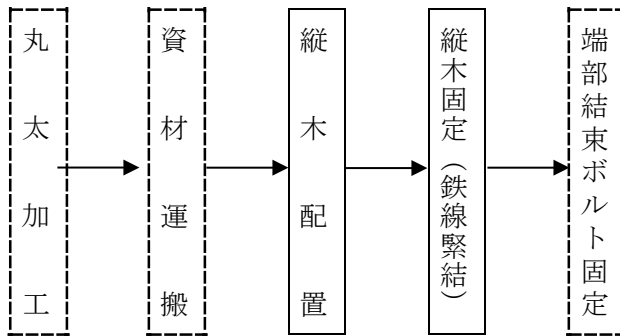 丸太加工
資材運搬
縦木配置
縦木固定（鉄線緊結）
端部結束ボルト固定